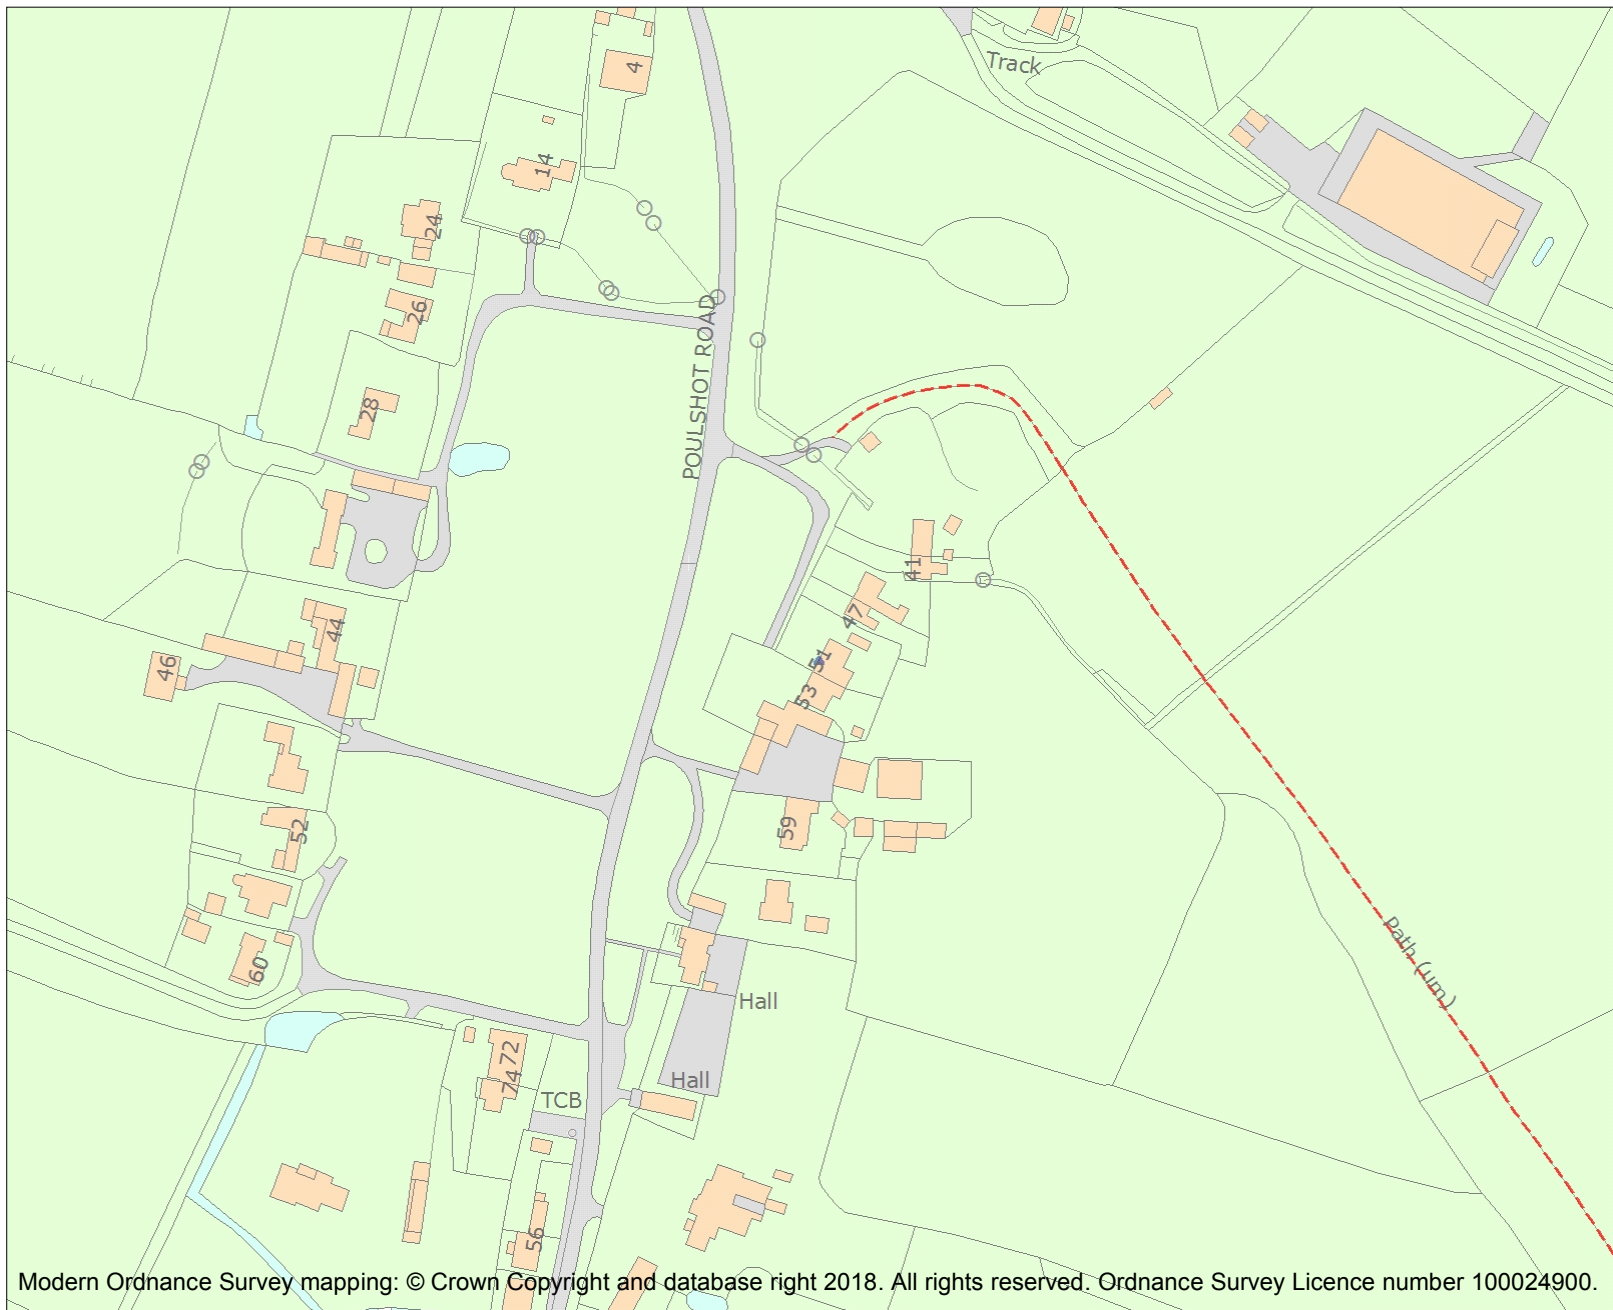 Track
4
14
24
26
POULSHOT ROAD
28
41
47
44
51
46
53
59
52
Path (um)
60
Hall
72
74
Hall
TCB
56
Modern Ordnance Survey mapping: © Crown Copyright and database right 2018. All rights reserved. Ordnance Survey Licence number 100024900.